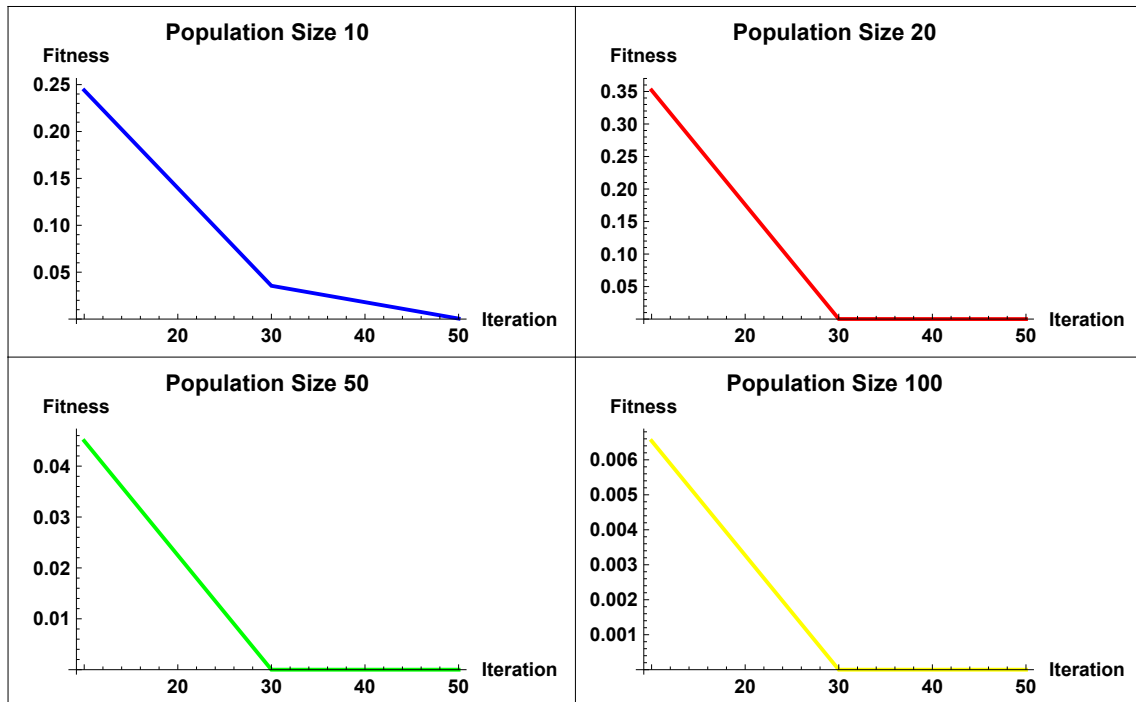 Population Size 10
Fitness
0.25
0.20
0.15
0.10
0.05
20 30 40 50 Iteration
Population Size 20
Fitness
0.35
0.30
0.25
0.20
0.15
0.10
0.05
20 30 40 50 Iteration
Population Size 50
Fitness
0.04
0.03
0.02
0.01
20 30 40 50 Iteration
Population Size 100
Fitness
0.006
0.005
0.004
0.003
0.002
0.001
20 30 40 50 Iteration